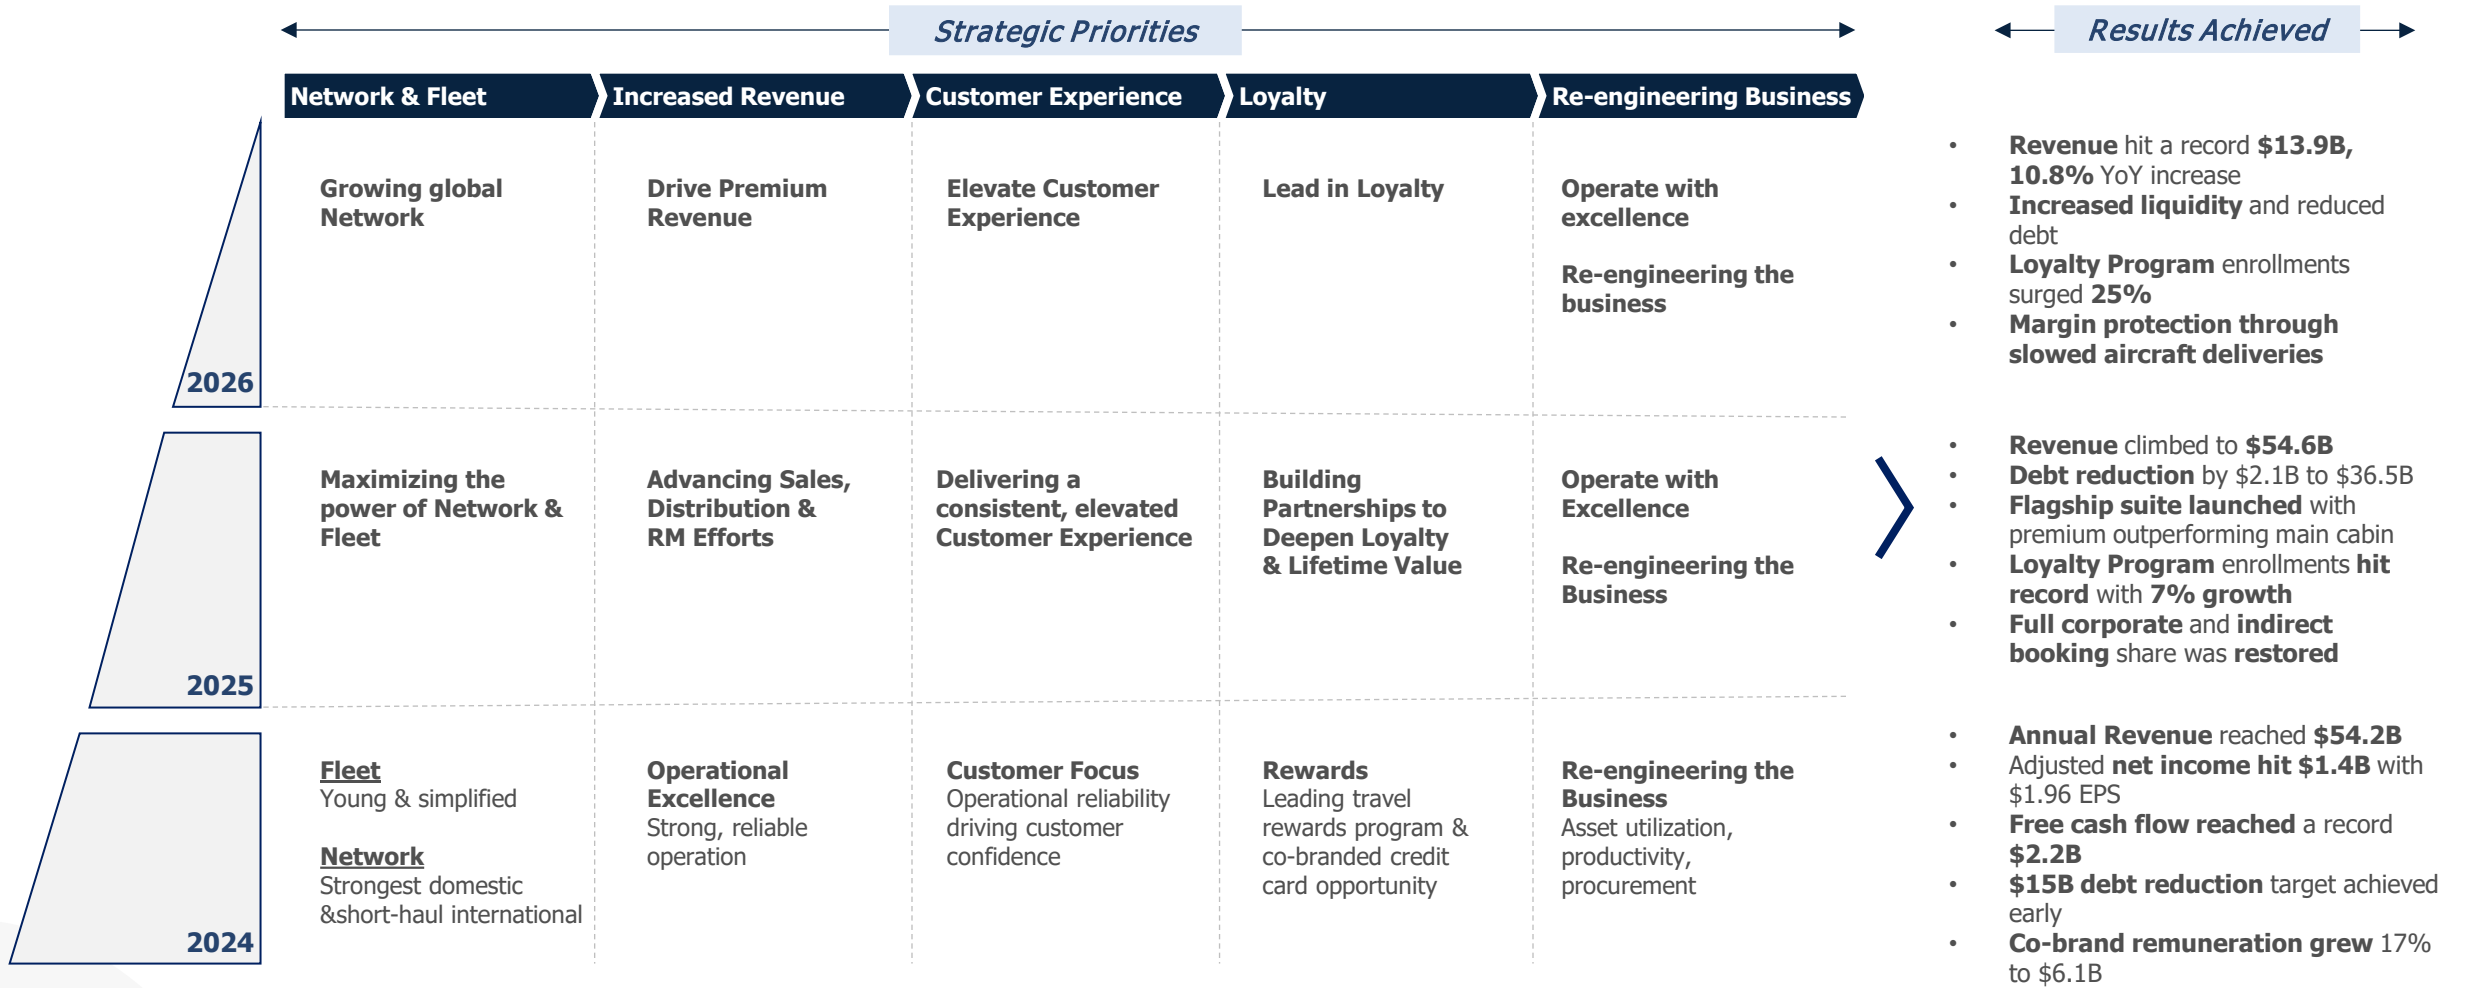 Strategic Priorities
Results Achieved
Network & Fleet
Increased Revenue
Customer Experience
Loyalty
Re-engineering Business
2026
Growing global
Network
Drive Premium
Revenue
Elevate Customer
Experience
Lead in Loyalty
Operate with
excellence
Re-engineering the
business
• Revenue hit a record $13.9B,
10.8% YoY increase
• Increased liquidity and reduced
debt
• Loyalty Program enrollments
surged 25%
• Margin protection through
slowed aircraft deliveries
2025
Maximizing the
power of Network &
Fleet
Advancing Sales,
Distribution &
RM Efforts
Delivering a
consistent, elevated
Customer Experience
Building
Partnerships to
Deepen Loyalty
& Lifetime Value
Operate with
Excellence
Re-engineering the
Business
• Revenue climbed to $54.6B
• Debt reduction by $2.1B to $36.5B
• Flagship suite launched with
premium outperforming main cabin
• Loyalty Program enrollments hit
record with 7% growth
• Full corporate and indirect
booking share was restored
2024
Fleet
Young & simplified
Network
Strongest domestic
&short-haul international
Operational
Excellence
Strong, reliable
operation
Customer Focus
Operational reliability
driving customer
confidence
Rewards
Leading travel
rewards program &
co-branded credit
card opportunity
Re-engineering the
Business
Asset utilization,
productivity,
procurement
• Annual Revenue reached $54.2B
• Adjusted net income hit $1.4B with
$1.96 EPS
• Free cash flow reached a record
$2.2B
• $15B debt reduction target achieved
early
• Co-brand remuneration grew 17%
to $6.1B